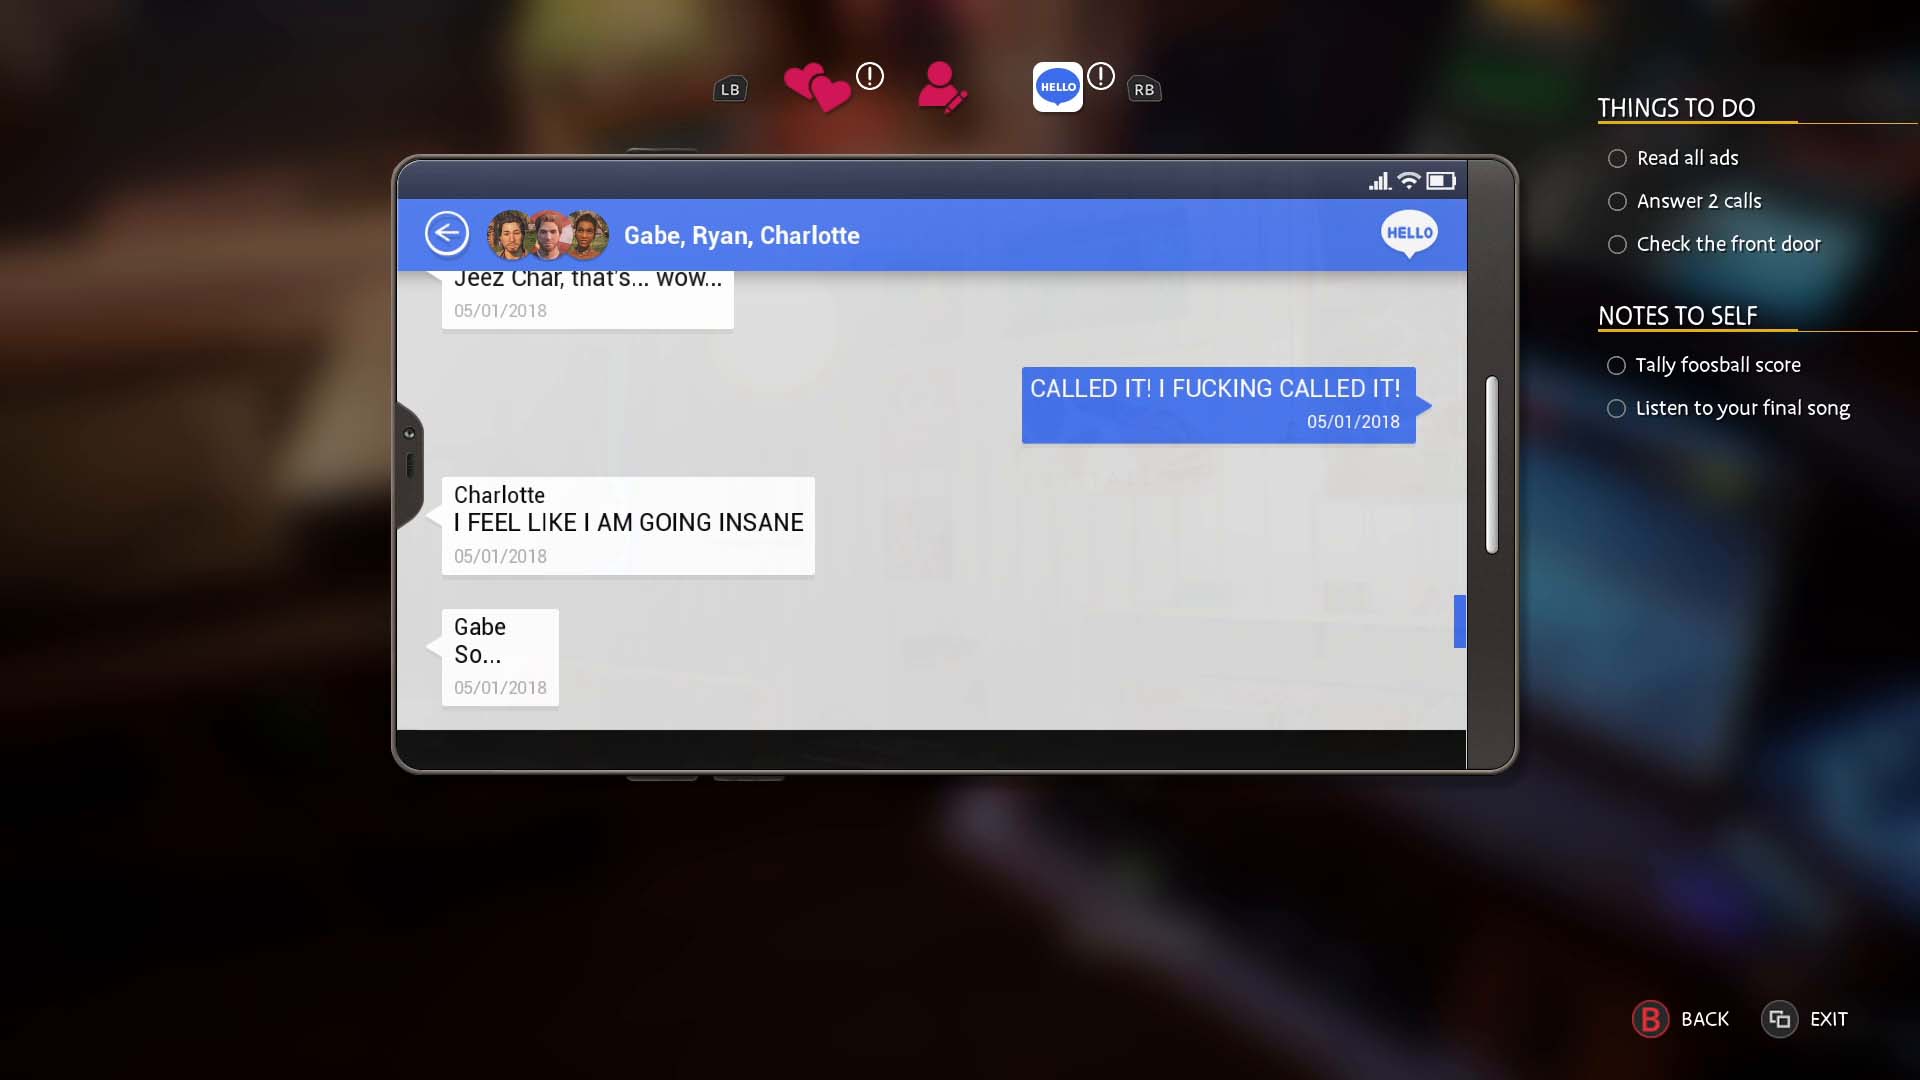 LB
!
HELLO
!
RB
Gabe, Ryan, Charlotte
HELLO
Jeez Char, that's... wow...
05/01/2018
CALLED IT! I FUCKING CALLED IT!
05/01/2018
Charlotte
I FEEL LIKE I AM GOING INSANE
05/01/2018
Gabe
So...
05/01/2018
THINGS TO DO
Read all ads
Answer 2 calls
Check the front door
NOTES TO SELF
Tally foosball score
Listen to your final song
B BACK
EXIT